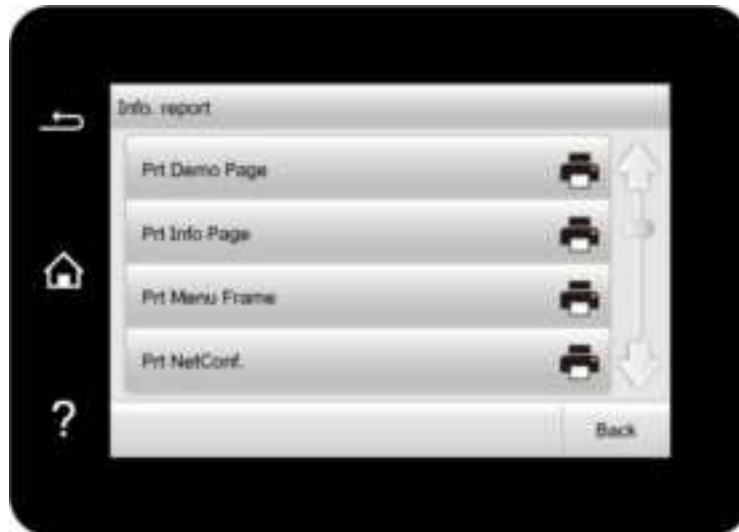 Info. report
Prt Demo Page
Prt Info Page
Prt Menu Frame
Prt NetConf.
Back
?